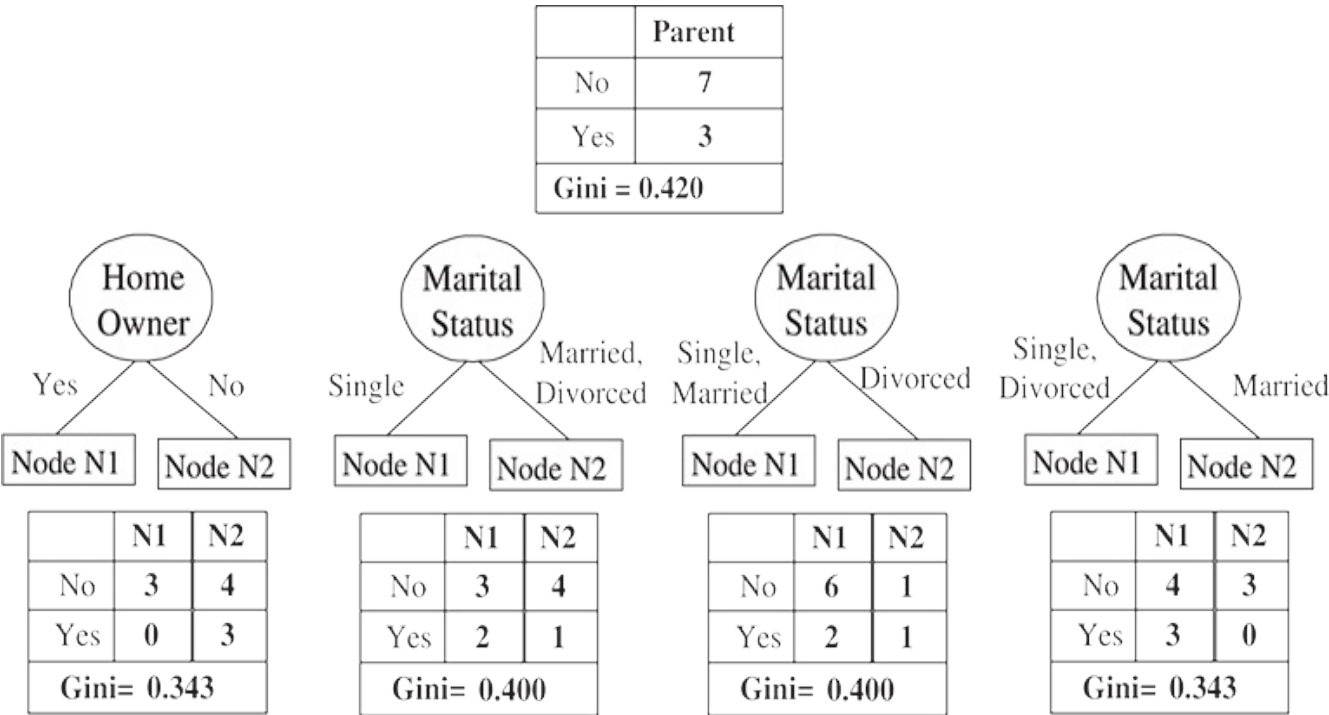 Parent
No 7
Yes 3
Gini = 0.420
Home
Owner
Yes
No
Node N1
Node N2
N1 N2
No 3 4
Yes 0 3
Gini= 0.343
Marital
Status
Single
Married,
Divorced
Node N1
Node N2
N1 N2
No 3 4
Yes 2 1
Gini= 0.400
Marital
Status
Single,
Married
Divorced
Node N1
Node N2
N1 N2
No 6 1
Yes 2 1
Gini= 0.400
Marital
Status
Single,
Divorced
Married
Node N1
Node N2
N1 N2
No 4 3
Yes 3 0
Gini= 0.343